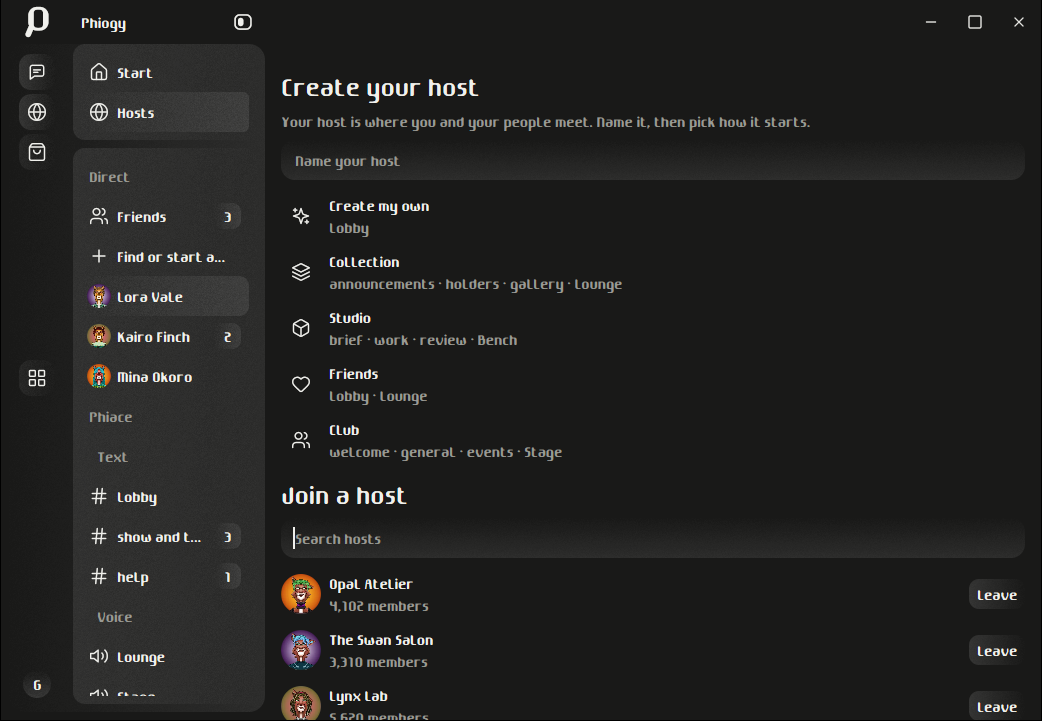 Phiogy
Start
Hosts
Direct
Friends 3
Find or start a...
Lora Vale
Kairo Finch 2
Mina Okoro
Phiace
Text
Lobby
show and t... 3
help 1
Voice
Lounge
Stage
G
Create your host
Your host is where you and your people meet. Name it, then pick how it starts.
Name your host
Create my own
Lobby
Collection
announcements · holders · gallery · Lounge
Studio
brief · work · review · Bench
Friends
Lobby · Lounge
Club
welcome · general · events · Stage
Join a host
Search hosts
Opal Atelier
4,102 members
Leave
The Swan Salon
3,310 members
Leave
Lynx Lab
5,620 members
Leave